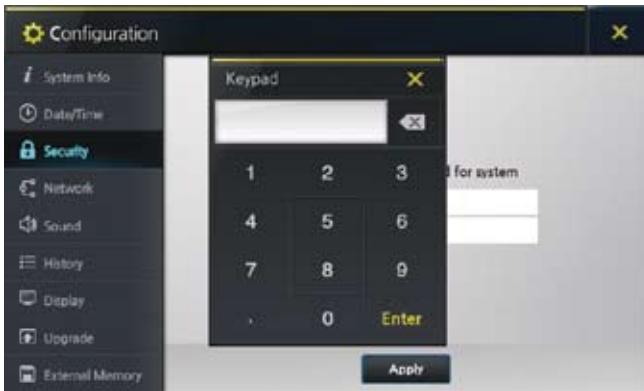 Configuration
System Info
Date/Time
Security
Network
Sound
History
Display
Upgrade
External Memory
Keypad
for system
1 2 3
4 5 6
7 8 9
. 0 Enter
Apply